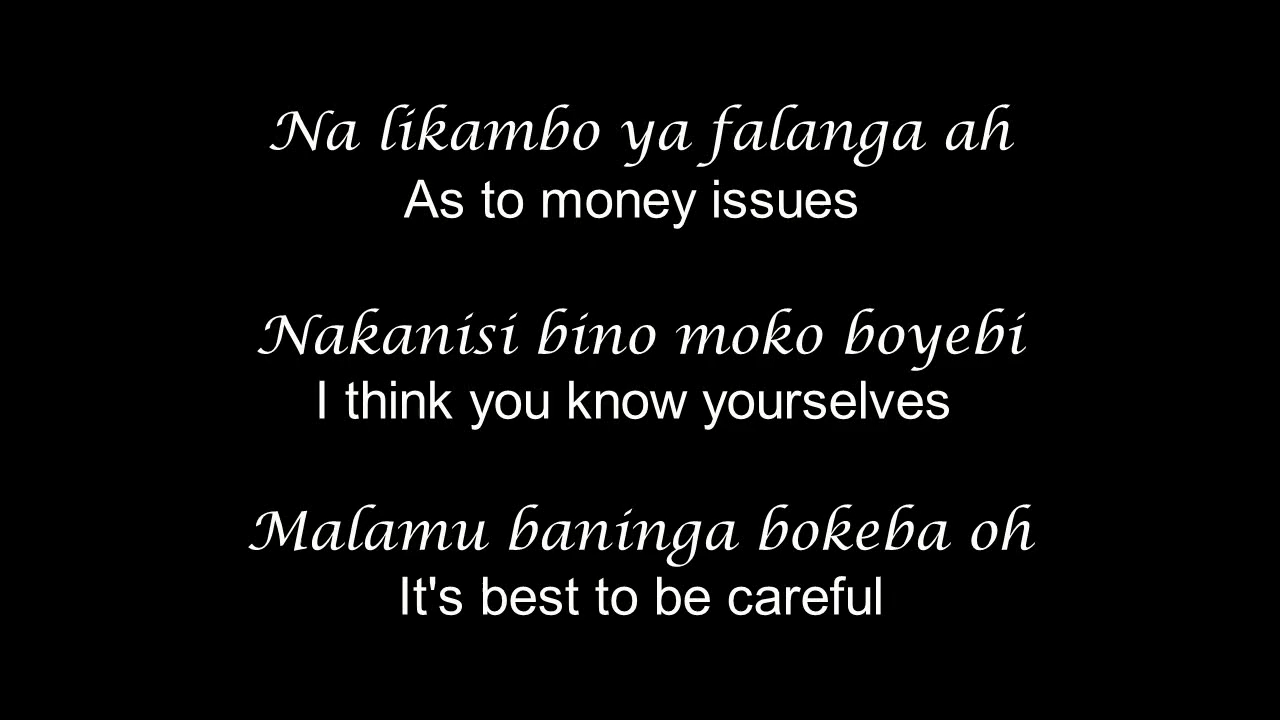 Na likambo ya falanga ah
As to money issues
Nakanisi bino moko boyebi
I think you know yourselves
Malamu baninga bokeba oh
It's best to be careful